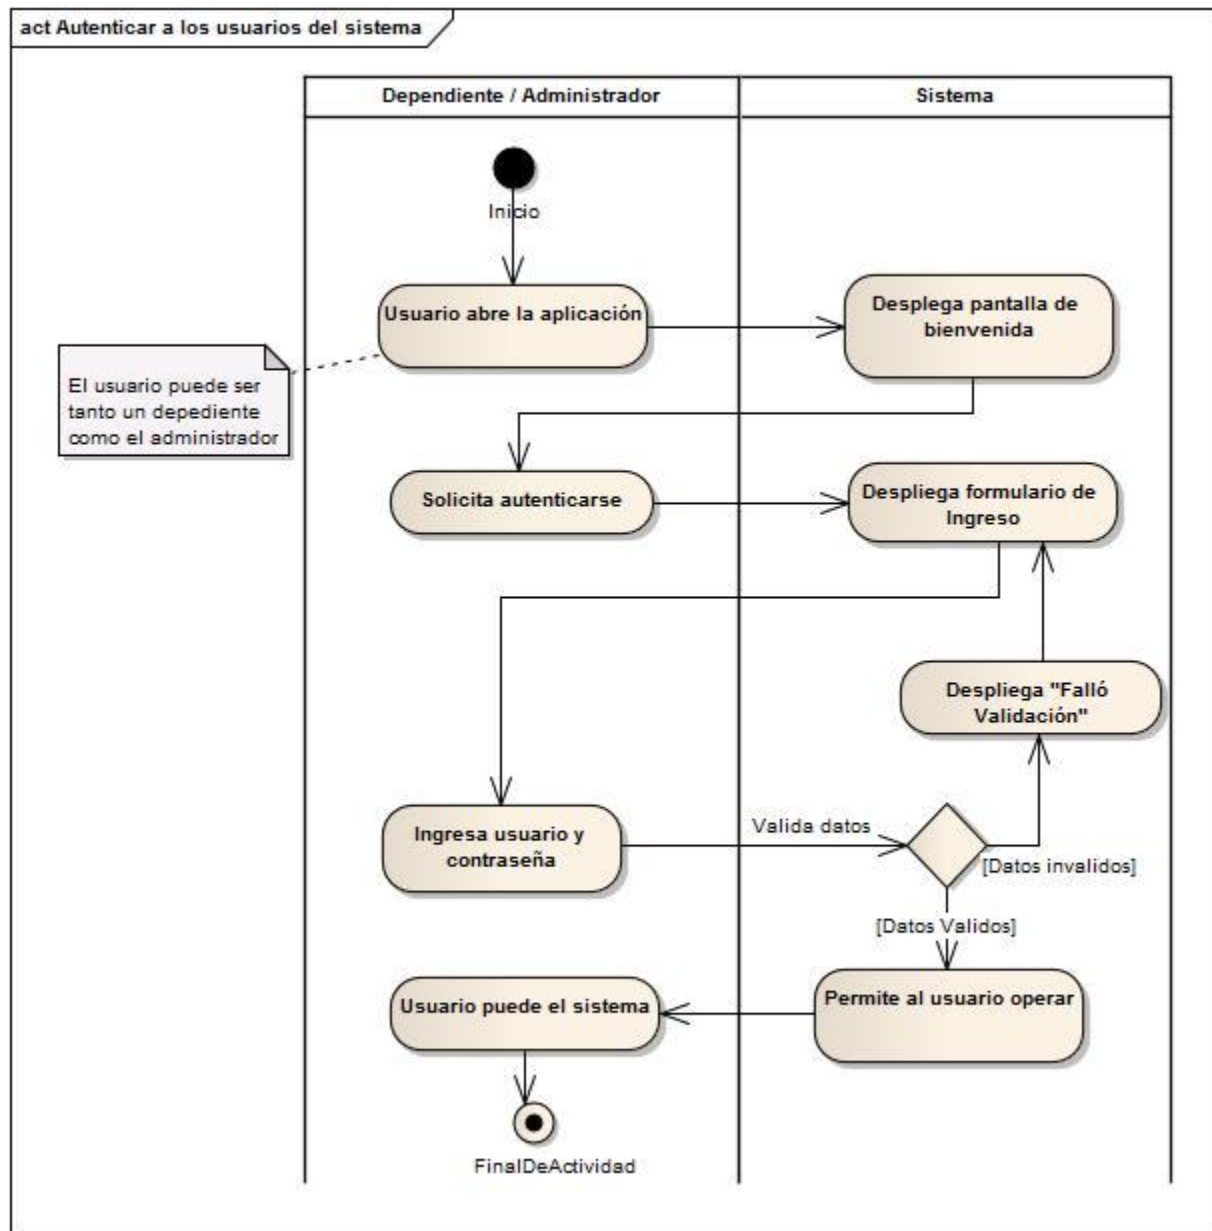 act Autenticar a los usuarios del sistema
Dependiente / Administrador
Sistema
Inicio
Usuario abre la aplicación
Desplega pantalla de
bienvenida
El usuario puede ser
tanto un depediente
como el administrador
Solicita autenticarse
Despliega formulario de
Ingreso
Despliega "Falló
Validación"
Ingresa usuario y
contraseña
Valida datos
[Datos invalidos]
[Datos Validos]
Usuario puede el sistema
Permite al usuario operar
FinalDeActividad